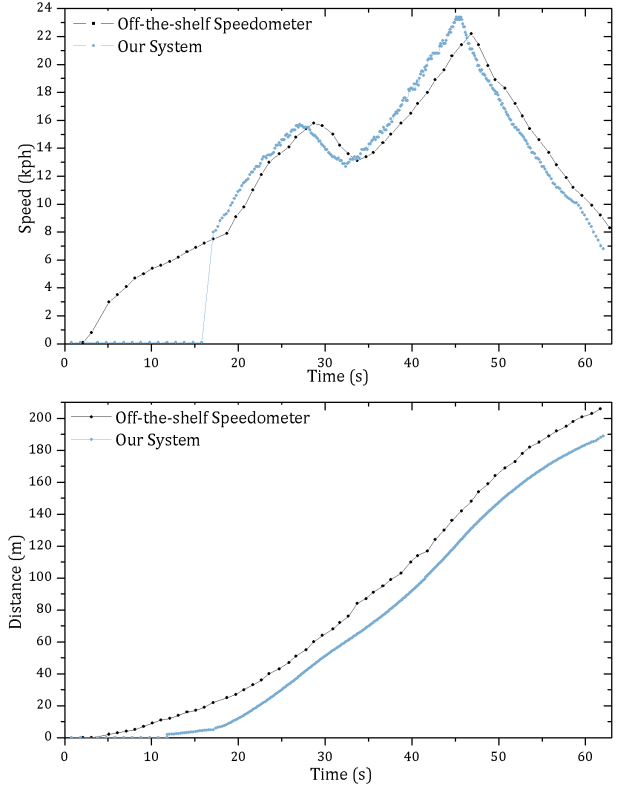 Off-the-shelf Speedometer
Our System
Speed (kph)
24
22
20
18
16
14
12
10
8
6
4
2
0
0 10 20 30 40 50 60
Time (s)
Off-the-shelf Speedometer
Our System
Distance (m)
200
180
160
140
120
100
80
60
40
20
0
0 10 20 30 40 50 60
Time (s)